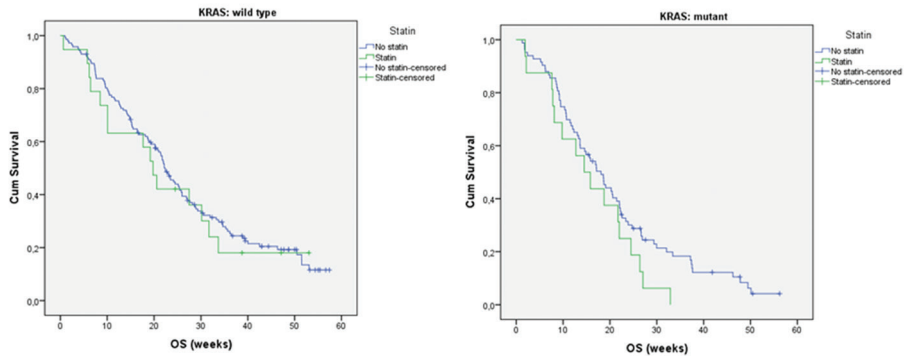 KRAS: wild type
Statin
No statin
Statin
No statin-censored
Statin-censored
1,0
0,8
0,6
0,4
0,2
0,0
Cum Survival
0 10 20 30 40 50 60
OS (weeks)
KRAS: mutant
Statin
No statin
Statin
No statin-censored
Statin-censored
1,0
0,8
0,6
0,4
0,2
0,0
Cum Survival
0 10 20 30 40 50 60
OS (weeks)